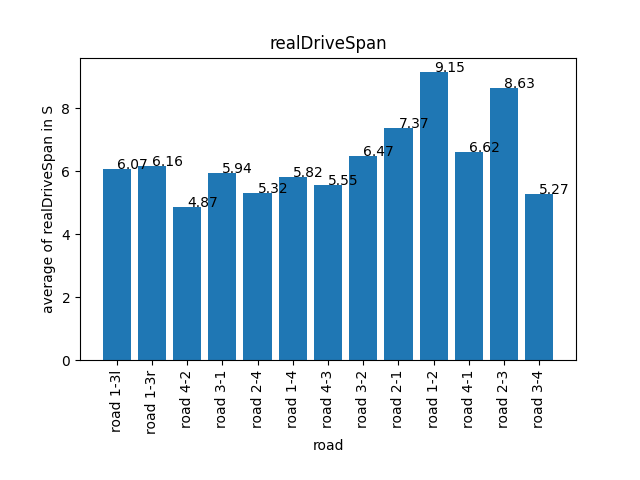 realDriveSpan
average of realDriveSpan in S
8
6
4
2
0
6.07
6.16
4.87
5.94
5.32
5.82
5.55
6.47
7.37
9.15
6.62
8.63
5.27
road 1-3l
road 1-3r
road 4-2
road 3-1
road 2-4
road 1-4
road 4-3
road 3-2
road 2-1
road 1-2
road 4-1
road 2-3
road 3-4
road